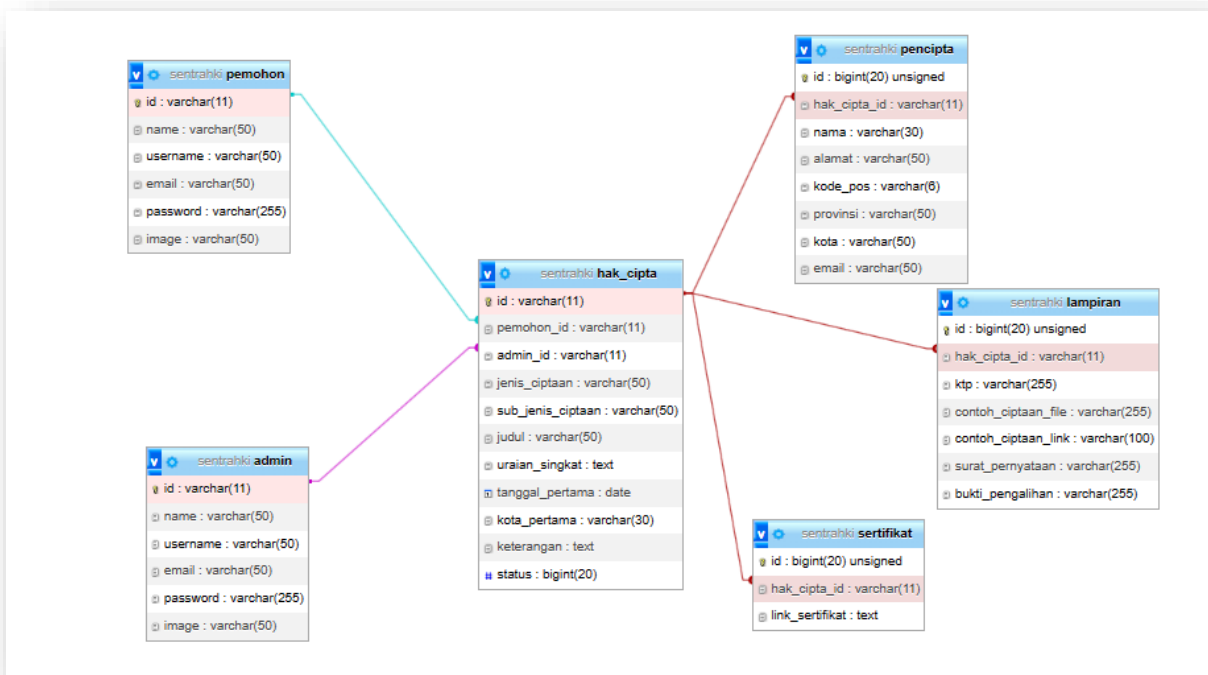 sentrahki pemohon
id : varchar(11)
name : varchar(50)
username : varchar(50)
email : varchar(50)
password : varchar(255)
image : varchar(50)
sentrahki admin
id : varchar(11)
name : varchar(50)
username : varchar(50)
email : varchar(50)
password : varchar(255)
image : varchar(50)
sentrahki hak_cipta
id : varchar(11)
pemohon_id : varchar(11)
admin_id : varchar(11)
jenis_ciptaan : varchar(50)
sub_jenis_ciptaan : varchar(50)
judul : varchar(50)
uraian_singkat : text
tanggal_pertama : date
kota_pertama : varchar(30)
keterangan : text
# status : bigint(20)
sentrahki pencipta
id : bigint(20) unsigned
hak_cipta_id : varchar(11)
nama : varchar(30)
alamat : varchar(50)
kode_pos : varchar(6)
provinsi : varchar(50)
kota : varchar(50)
email : varchar(50)
sentrahki lampiran
id : bigint(20) unsigned
hak_cipta_id : varchar(11)
ktp : varchar(255)
contoh_ciptaan_file : varchar(255)
contoh_ciptaan_link : varchar(100)
surat_pernyataan : varchar(255)
bukti_pengalihan : varchar(255)
sentrahki sertifikat
id : bigint(20) unsigned
hak_cipta_id : varchar(11)
link_sertifikat : text